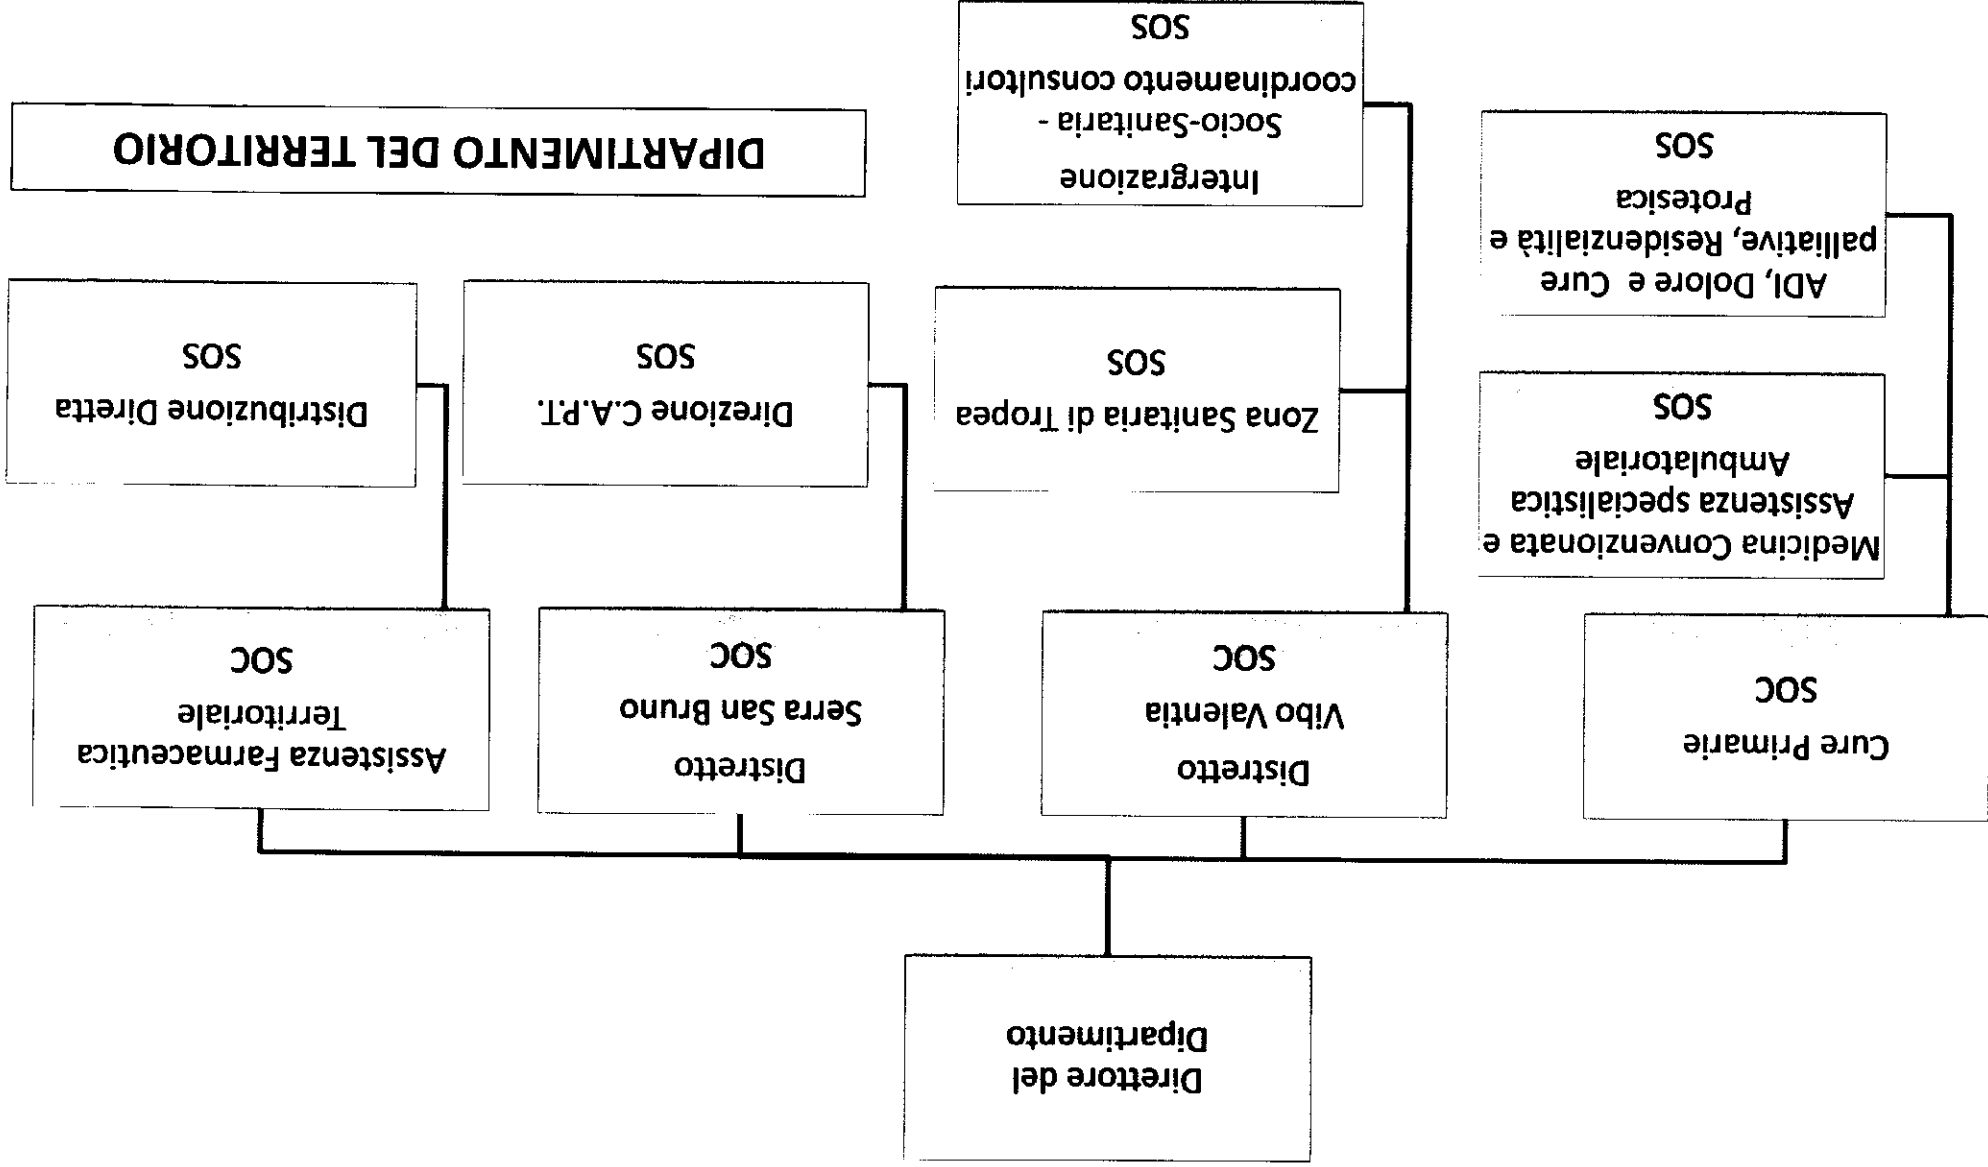 Direttore del
Dipartimento
Cure Primarie
SOC
Distretto
Vibo Valentia
SOC
Distretto
Serra San Bruno
SOC
Assistenza Farmaceutica
Territoriale
SOC
Medicina Convenzionata e
Assistenza specialistica
Ambulatoriale
SOS
Zona Sanitaria di Tropea
SOS
Direzione C.A.P.T.
SOS
Distribuzione Diretta
SOS
ADI, Dolore e Cure
palliative, Residenzialità e
Protesica
SOS
Intergrazione
Socio-Sanitaria -
coordinamento consultori
SOS
DIPARTIMENTO DEL TERRITORIO